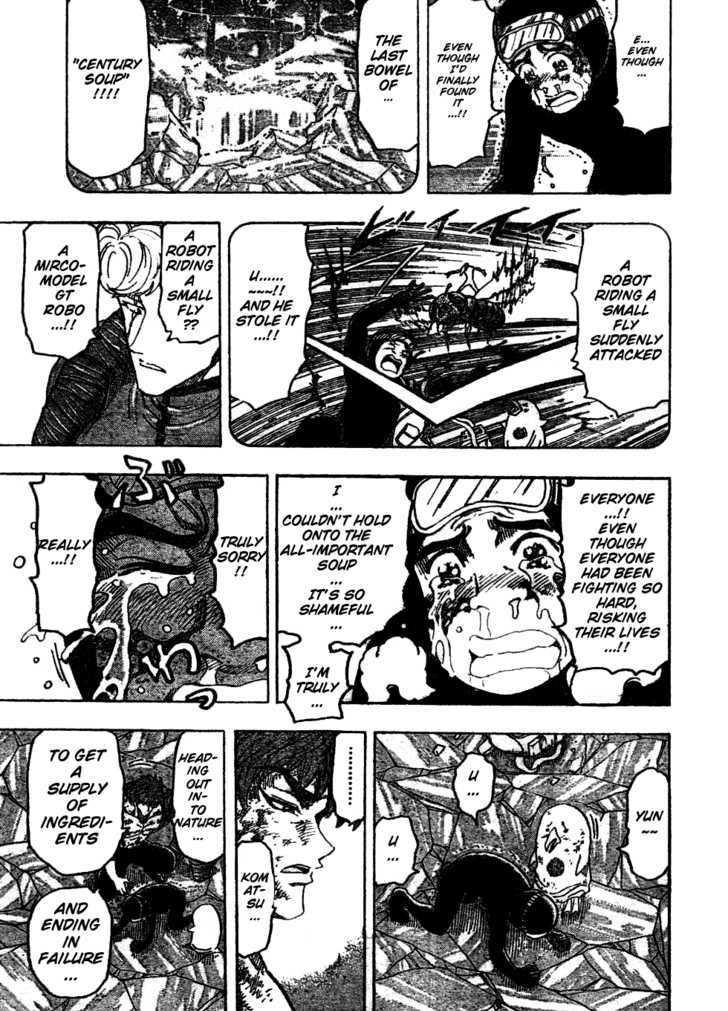 E...
EVEN
THOUGH
...
EVEN
THOUGH
I'D
FINALLY
FOUND
IT
...!!
THE
LAST
BOWEL
OF
...
"CENTURY
SOUP"
!!!!
A
ROBOT
RIDING A
SMALL
FLY
SUDDENLY
ATTACKED
U......
~~~!!
AND HE
STOLE IT
...!!
A
ROBOT
RIDING
A
SMALL
FLY
??
A
MIRCO-
MODEL
GT
ROBO
...!!
EVERYONE
...!!
EVEN
THOUGH
EVERYONE
HAD BEEN
FIGHTING SO
HARD,
RISKING
THEIR LIVES
...!!
I
...
COULDN'T HOLD
ONTO THE
ALL-IMPORTANT
SOUP
...
IT'S SO
SHAMEFUL
...
I'M
TRULY
...
TRULY
SORRY
!!
REALLY
...!!
YUN
~~
U
...
U
...
KOM
ATSU
...
HEAD-
ING
OUT
IN-
TO
NATURE
TO GET
A
SUPPLY
OF
INGREDI-
ENTS
AND
ENDING
IN
FAILURE
...